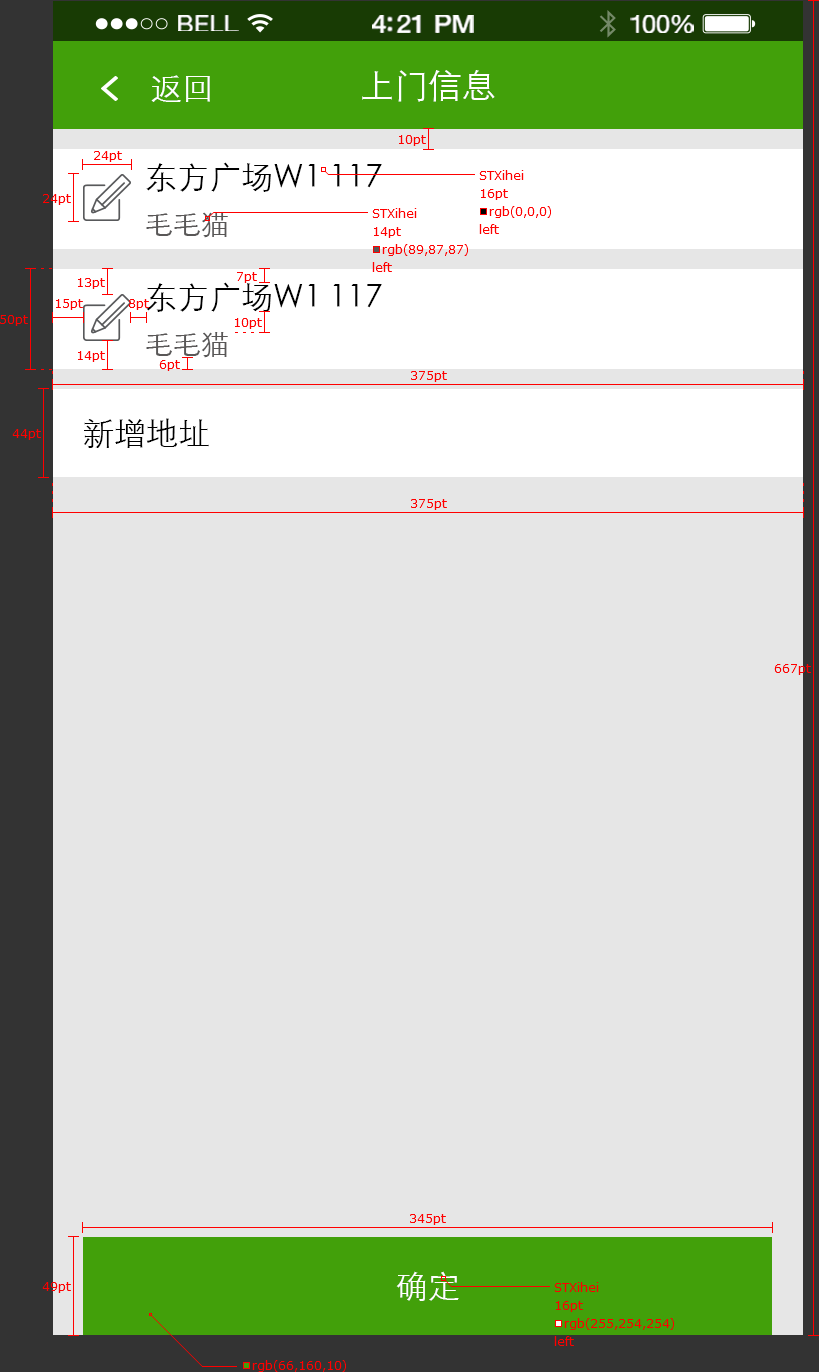 BELL 4:21 PM 100%
返回 上门信息
10pt
24pt
24pt
东方广场W1 117
STXihei
16pt
rgb(0,0,0)
left
毛毛猫
STXihei
14pt
rgb(89,87,87)
left
13pt
7pt
15pt
8pt
东方广场W1 117
50pt
10pt
毛毛猫
14pt
6pt
375pt
44pt
新增地址
375pt
667pt
345pt
49pt
确定
STXihei
16pt
rgb(255,254,254)
left
rgb(66,160,10)